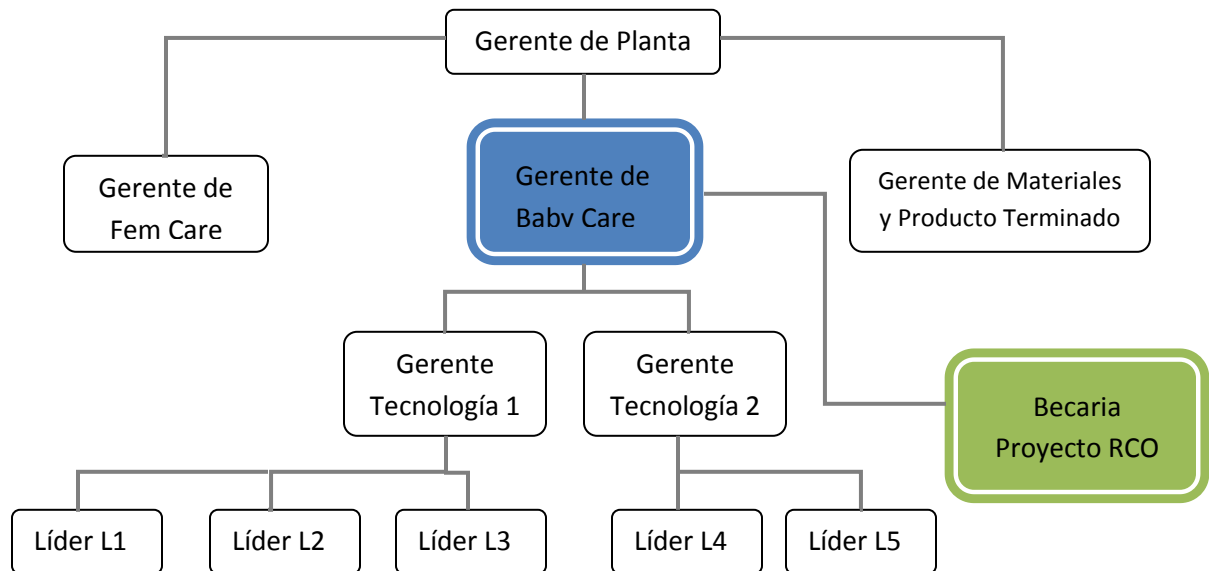 Gerente de Planta
Gerente de
Fem Care
Gerente de
Baby Care
Gerente de Materiales
y Producto Terminado
Gerente
Tecnología 1
Gerente
Tecnología 2
Becaria
Proyecto RCO
Líder L1
Líder L2
Líder L3
Líder L4
Líder L5